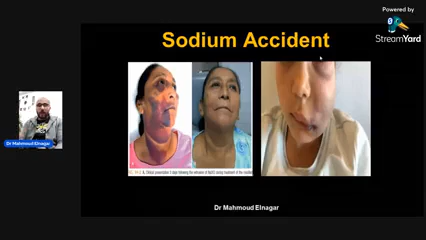 Powered by
StreamYard
Sodium Accident
Dr Mahmoud Elnagar
Dr Mahmoud Elnagar